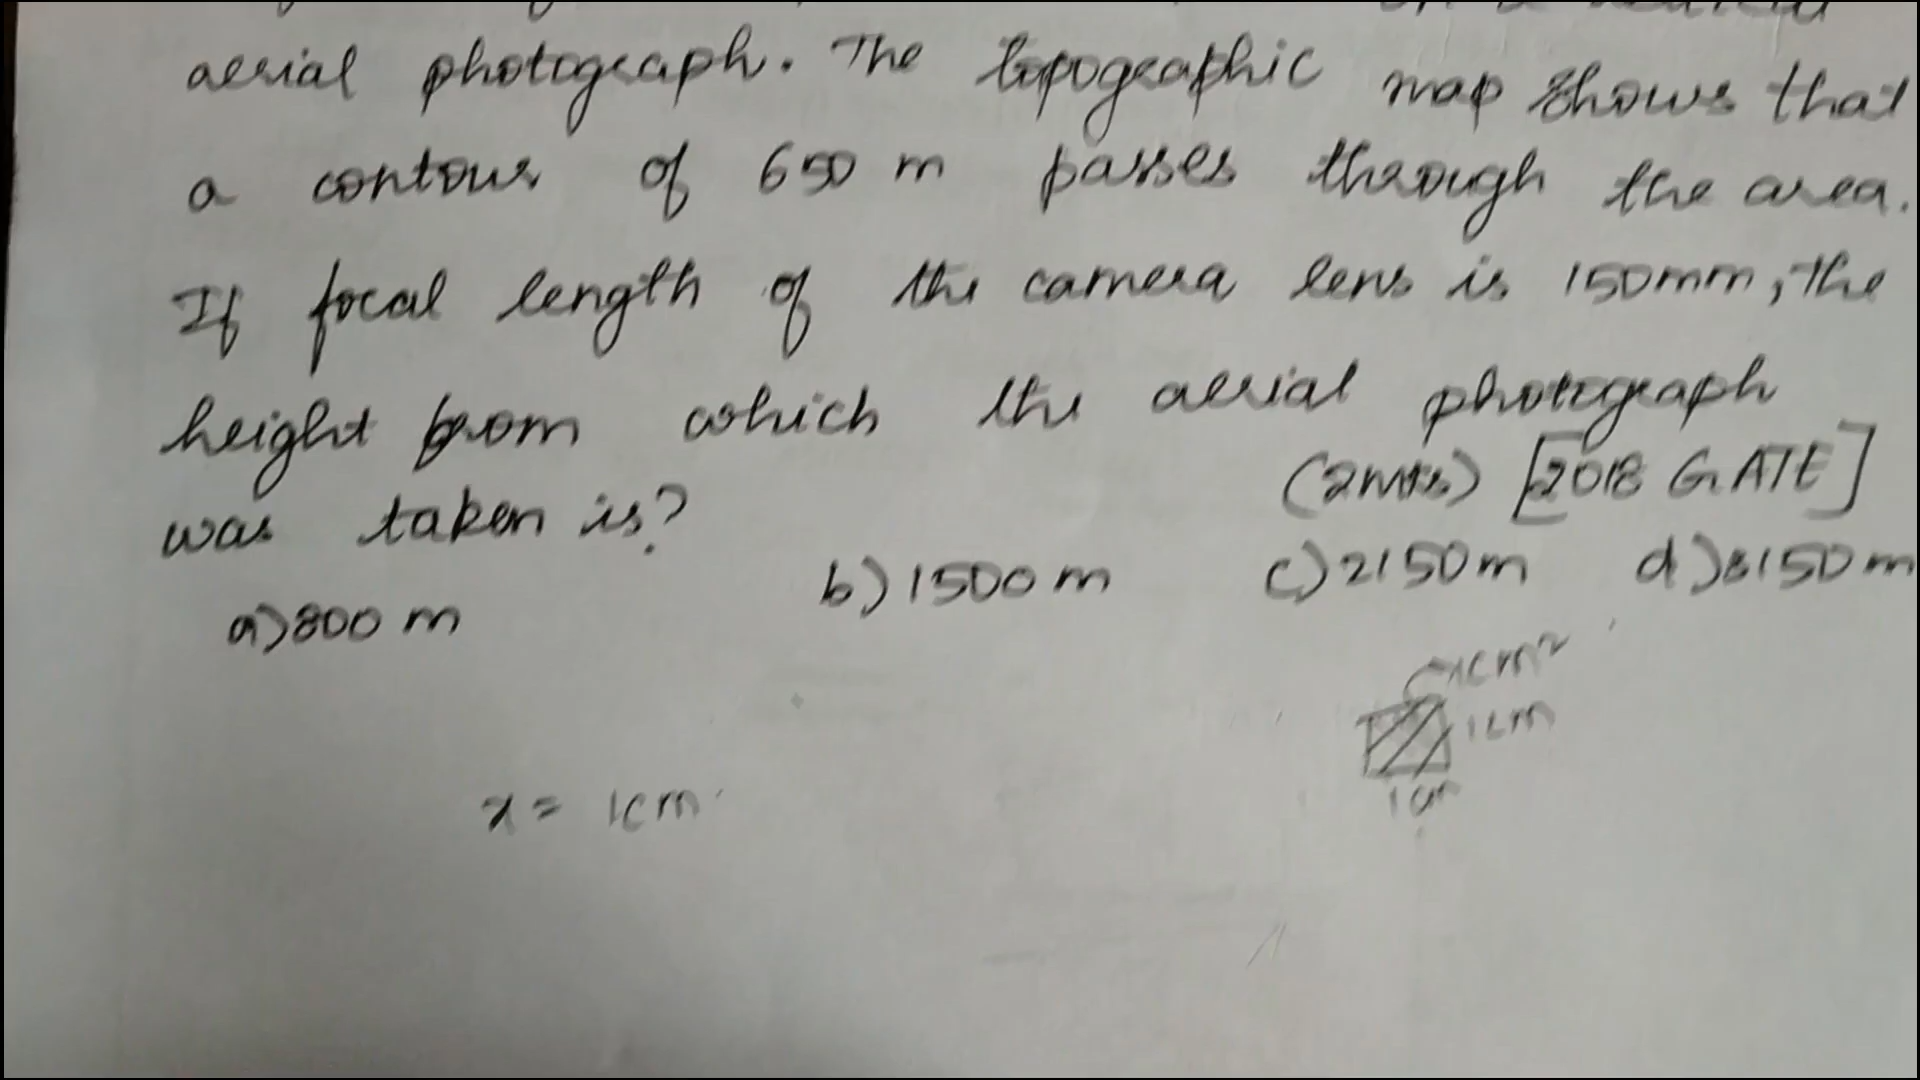 aerial photograph. The topographic map shows that
a contour of 650 m passes through the area.
If focal length of the camera lens is 150mm, the
height from which the aerial photograph
was taken is? (2mks) [2018 GATE]
a) 800 m b) 1500 m c) 2150 m d) 3150 m
1cm²
1cm
1cm
x = 1cm